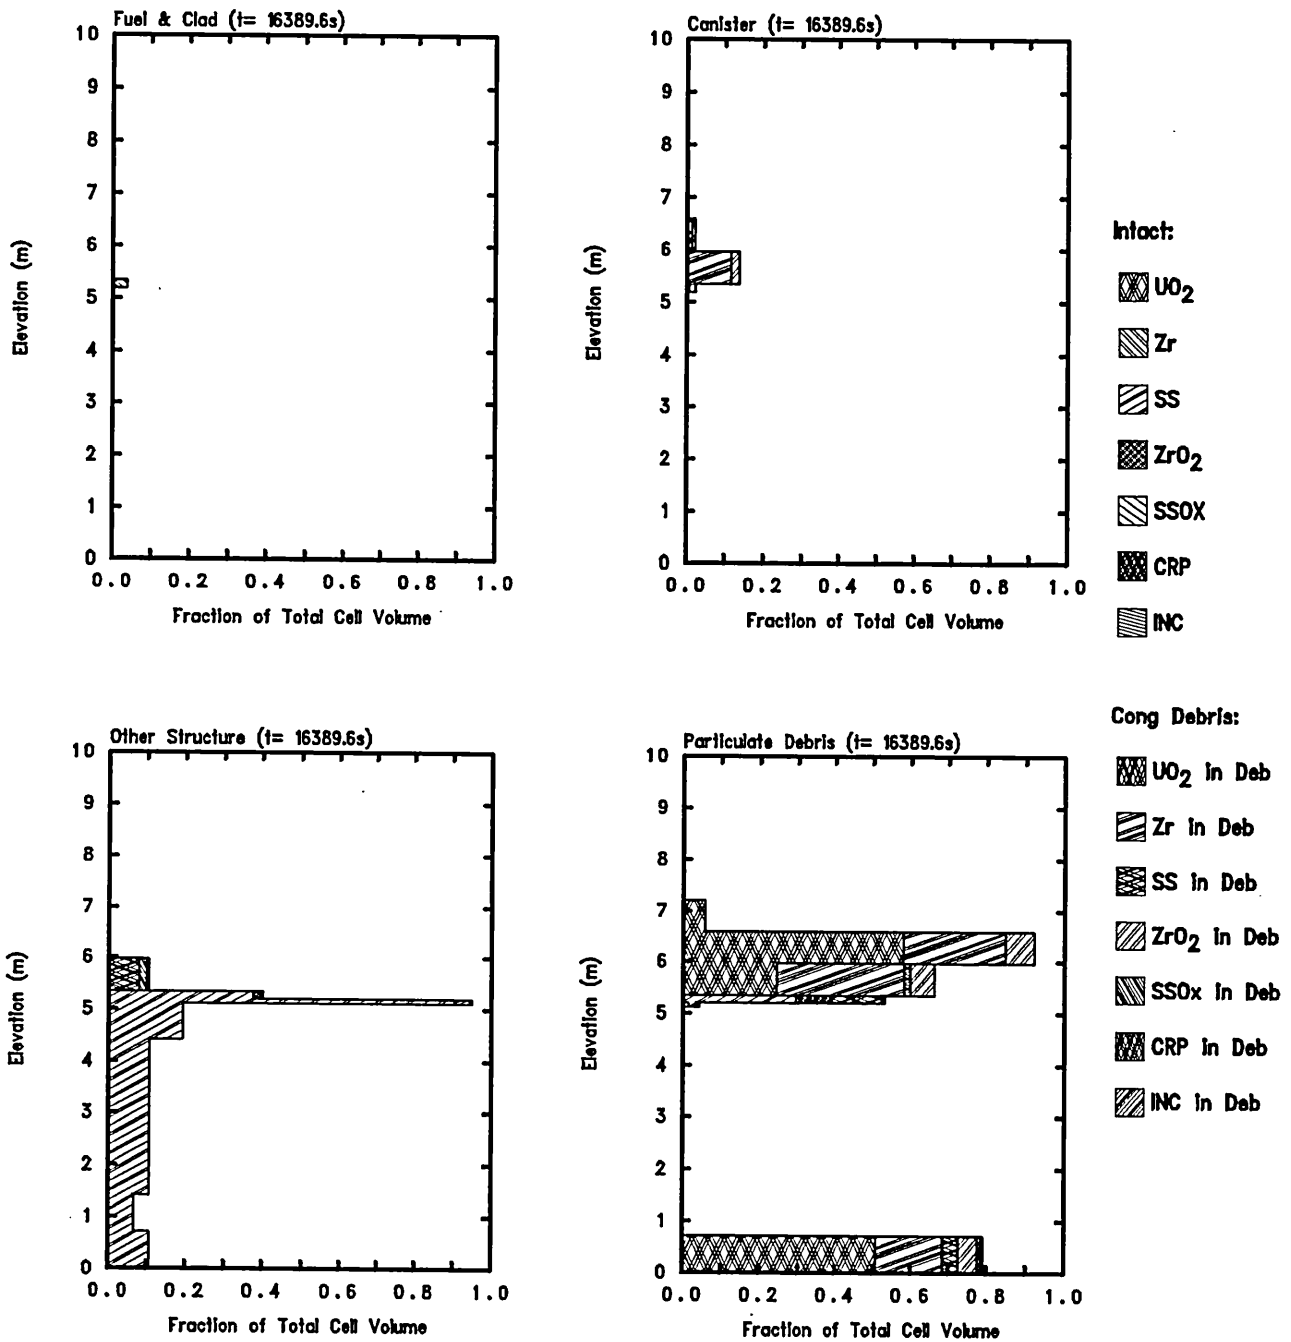 Fuel & Clad (t= 16389.6s)
10
9
8
7
6
5
4
3
2
1
0
Elevation (m)
0.0 0.2 0.4 0.6 0.8 1.0
Fraction of Total Cell Volume
Canister (t= 16389.6s)
10
9
8
7
6
5
4
3
2
1
0
Elevation (m)
0.0 0.2 0.4 0.6 0.8 1.0
Fraction of Total Cell Volume
Intact:
UO2
Zr
SS
ZrO2
SSOX
CRP
INC
Other Structure (t= 16389.6s)
10
9
8
7
6
5
4
3
2
1
0
Elevation (m)
0.0 0.2 0.4 0.6 0.8 1.0
Fraction of Total Cell Volume
Particulate Debris (t= 16389.6s)
10
9
8
7
6
5
4
3
2
1
0
Elevation (m)
0.0 0.2 0.4 0.6 0.8 1.0
Fraction of Total Cell Volume
Cong Debris:
UO2 in Deb
Zr in Deb
SS in Deb
ZrO2 in Deb
SSOx in Deb
CRP in Deb
INC in Deb